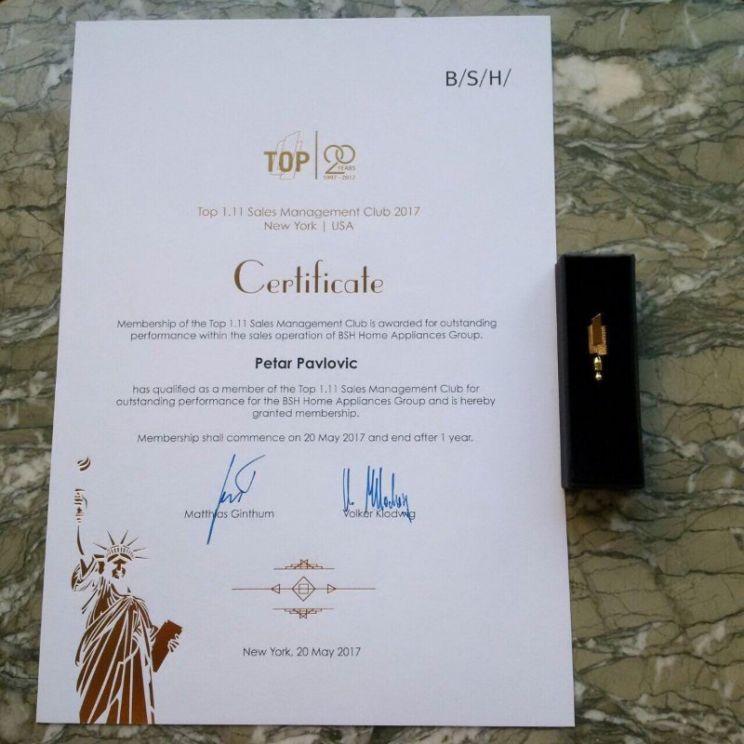 B/S/H/
TOP 20
YEARS
1997 - 2017
Top 1.11 Sales Management Club 2017
New York | USA
Certificate
Membership of the Top 1.11 Sales Management Club is awarded for outstanding
performance within the sales operation of BSH Home Appliances Group.
Petar Pavlovic
has qualified as a member of the Top 1.11 Sales Management Club for
outstanding performance for the BSH Home Appliances Group and is hereby
granted membership.
Membership shall commence on 20 May 2017 and end after 1 year.
Matthias Ginthum
Volker Klodwig
New York, 20 May 2017